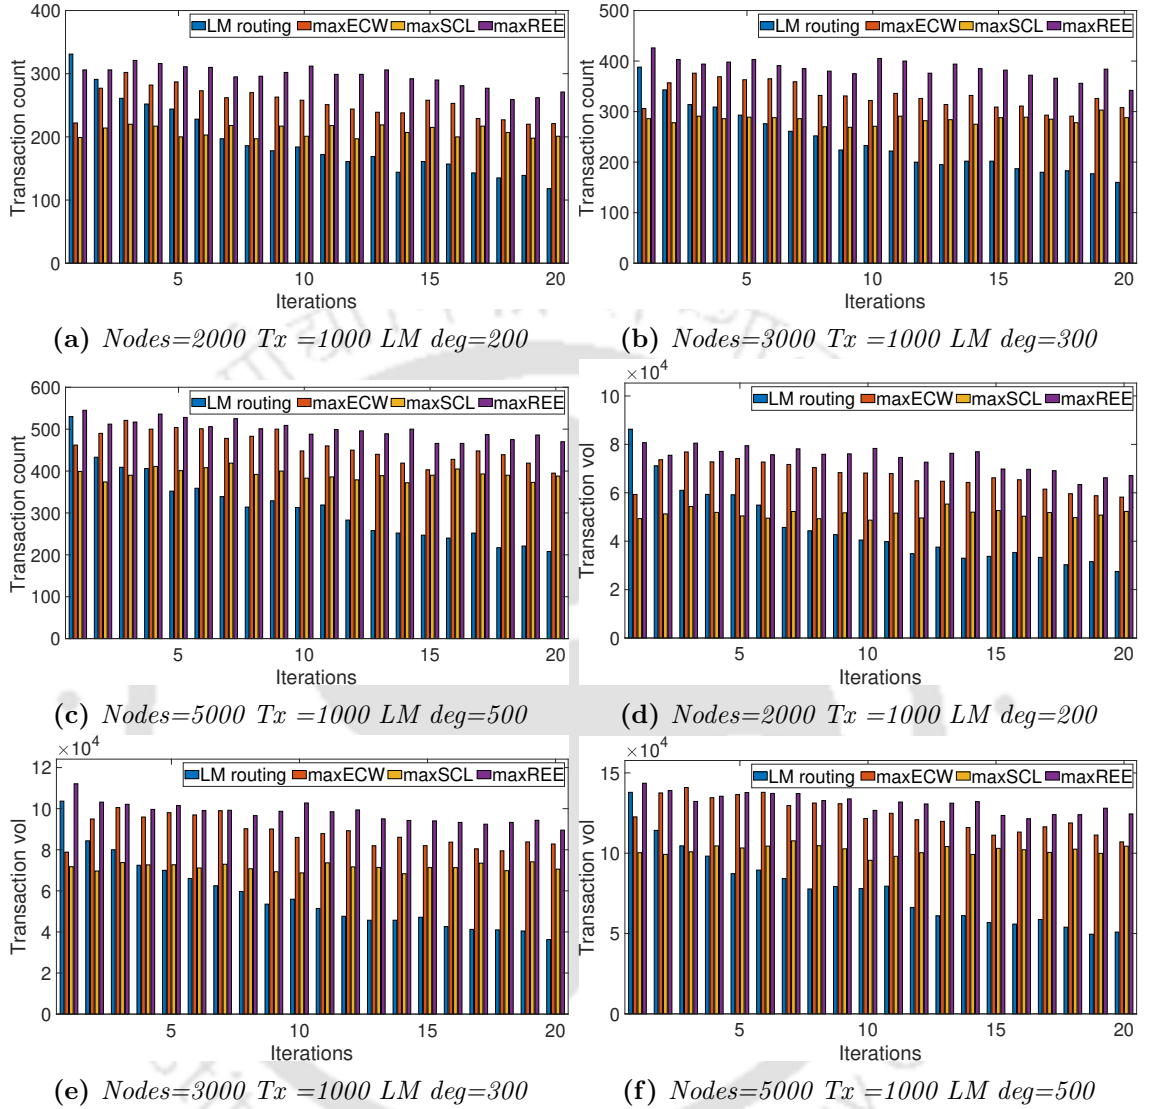 400
300
200
100
0
Transaction count
LM routing maxECW maxSCL maxREE
5 10 15 20
Iterations
(a) Nodes=2000 Tx =1000 LM deg=200
500
400
300
200
100
0
Transaction count
LM routing maxECW maxSCL maxREE
5 10 15 20
Iterations
(b) Nodes=3000 Tx =1000 LM deg=300
600
500
400
300
200
100
0
Transaction count
LM routing maxECW maxSCL maxREE
5 10 15 20
Iterations
(c) Nodes=5000 Tx =1000 LM deg=500
×10⁴
10
8
6
4
2
0
Transaction vol
LM routing maxECW maxSCL maxREE
5 10 15 20
Iterations
(d) Nodes=2000 Tx =1000 LM deg=200
×10⁴
12
10
8
6
4
2
0
Transaction vol
LM routing maxECW maxSCL maxREE
5 10 15 20
Iterations
(e) Nodes=3000 Tx =1000 LM deg=300
×10⁴
15
10
5
0
Transaction vol
LM routing maxECW maxSCL maxREE
5 10 15 20
Iterations
(f) Nodes=5000 Tx =1000 LM deg=500